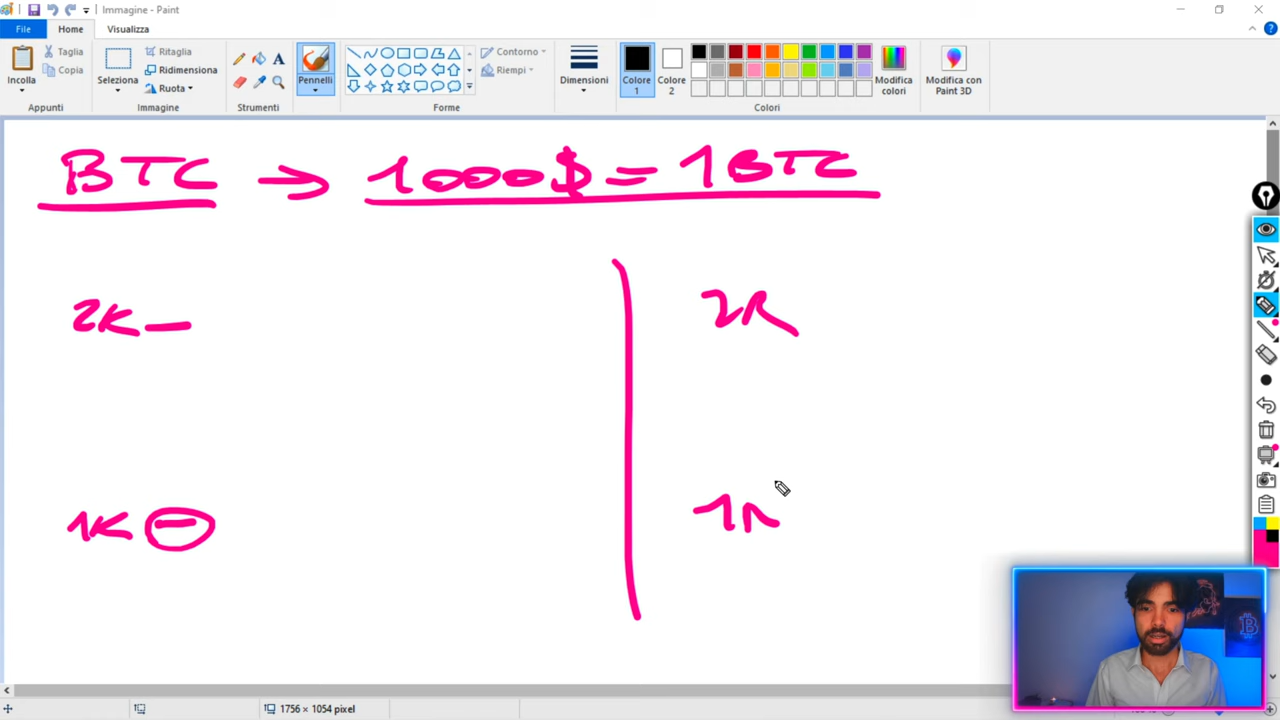 Immagine - Paint
File Home Visualizza
Incolla
Taglia
Copia
Appunti
Seleziona
Ritaglia
Ridimensiona
Ruota
Immagine
A
Strumenti
Pennelli
Contorno
Riempi
Forme
Dimensioni
Colore 1
Colore 2
Modifica colori
Colori
Modifica con Paint 3D
BTC → 1000$ = 1BTC
2K –
2K
1K –
1756 × 1054 pixel